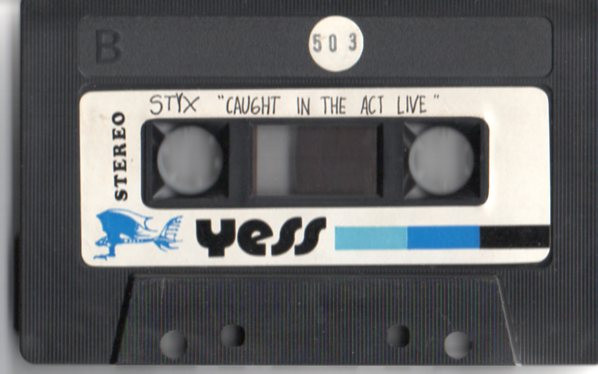 B
503
STYX "CAUGHT IN THE ACT LIVE"
STEREO
Yess